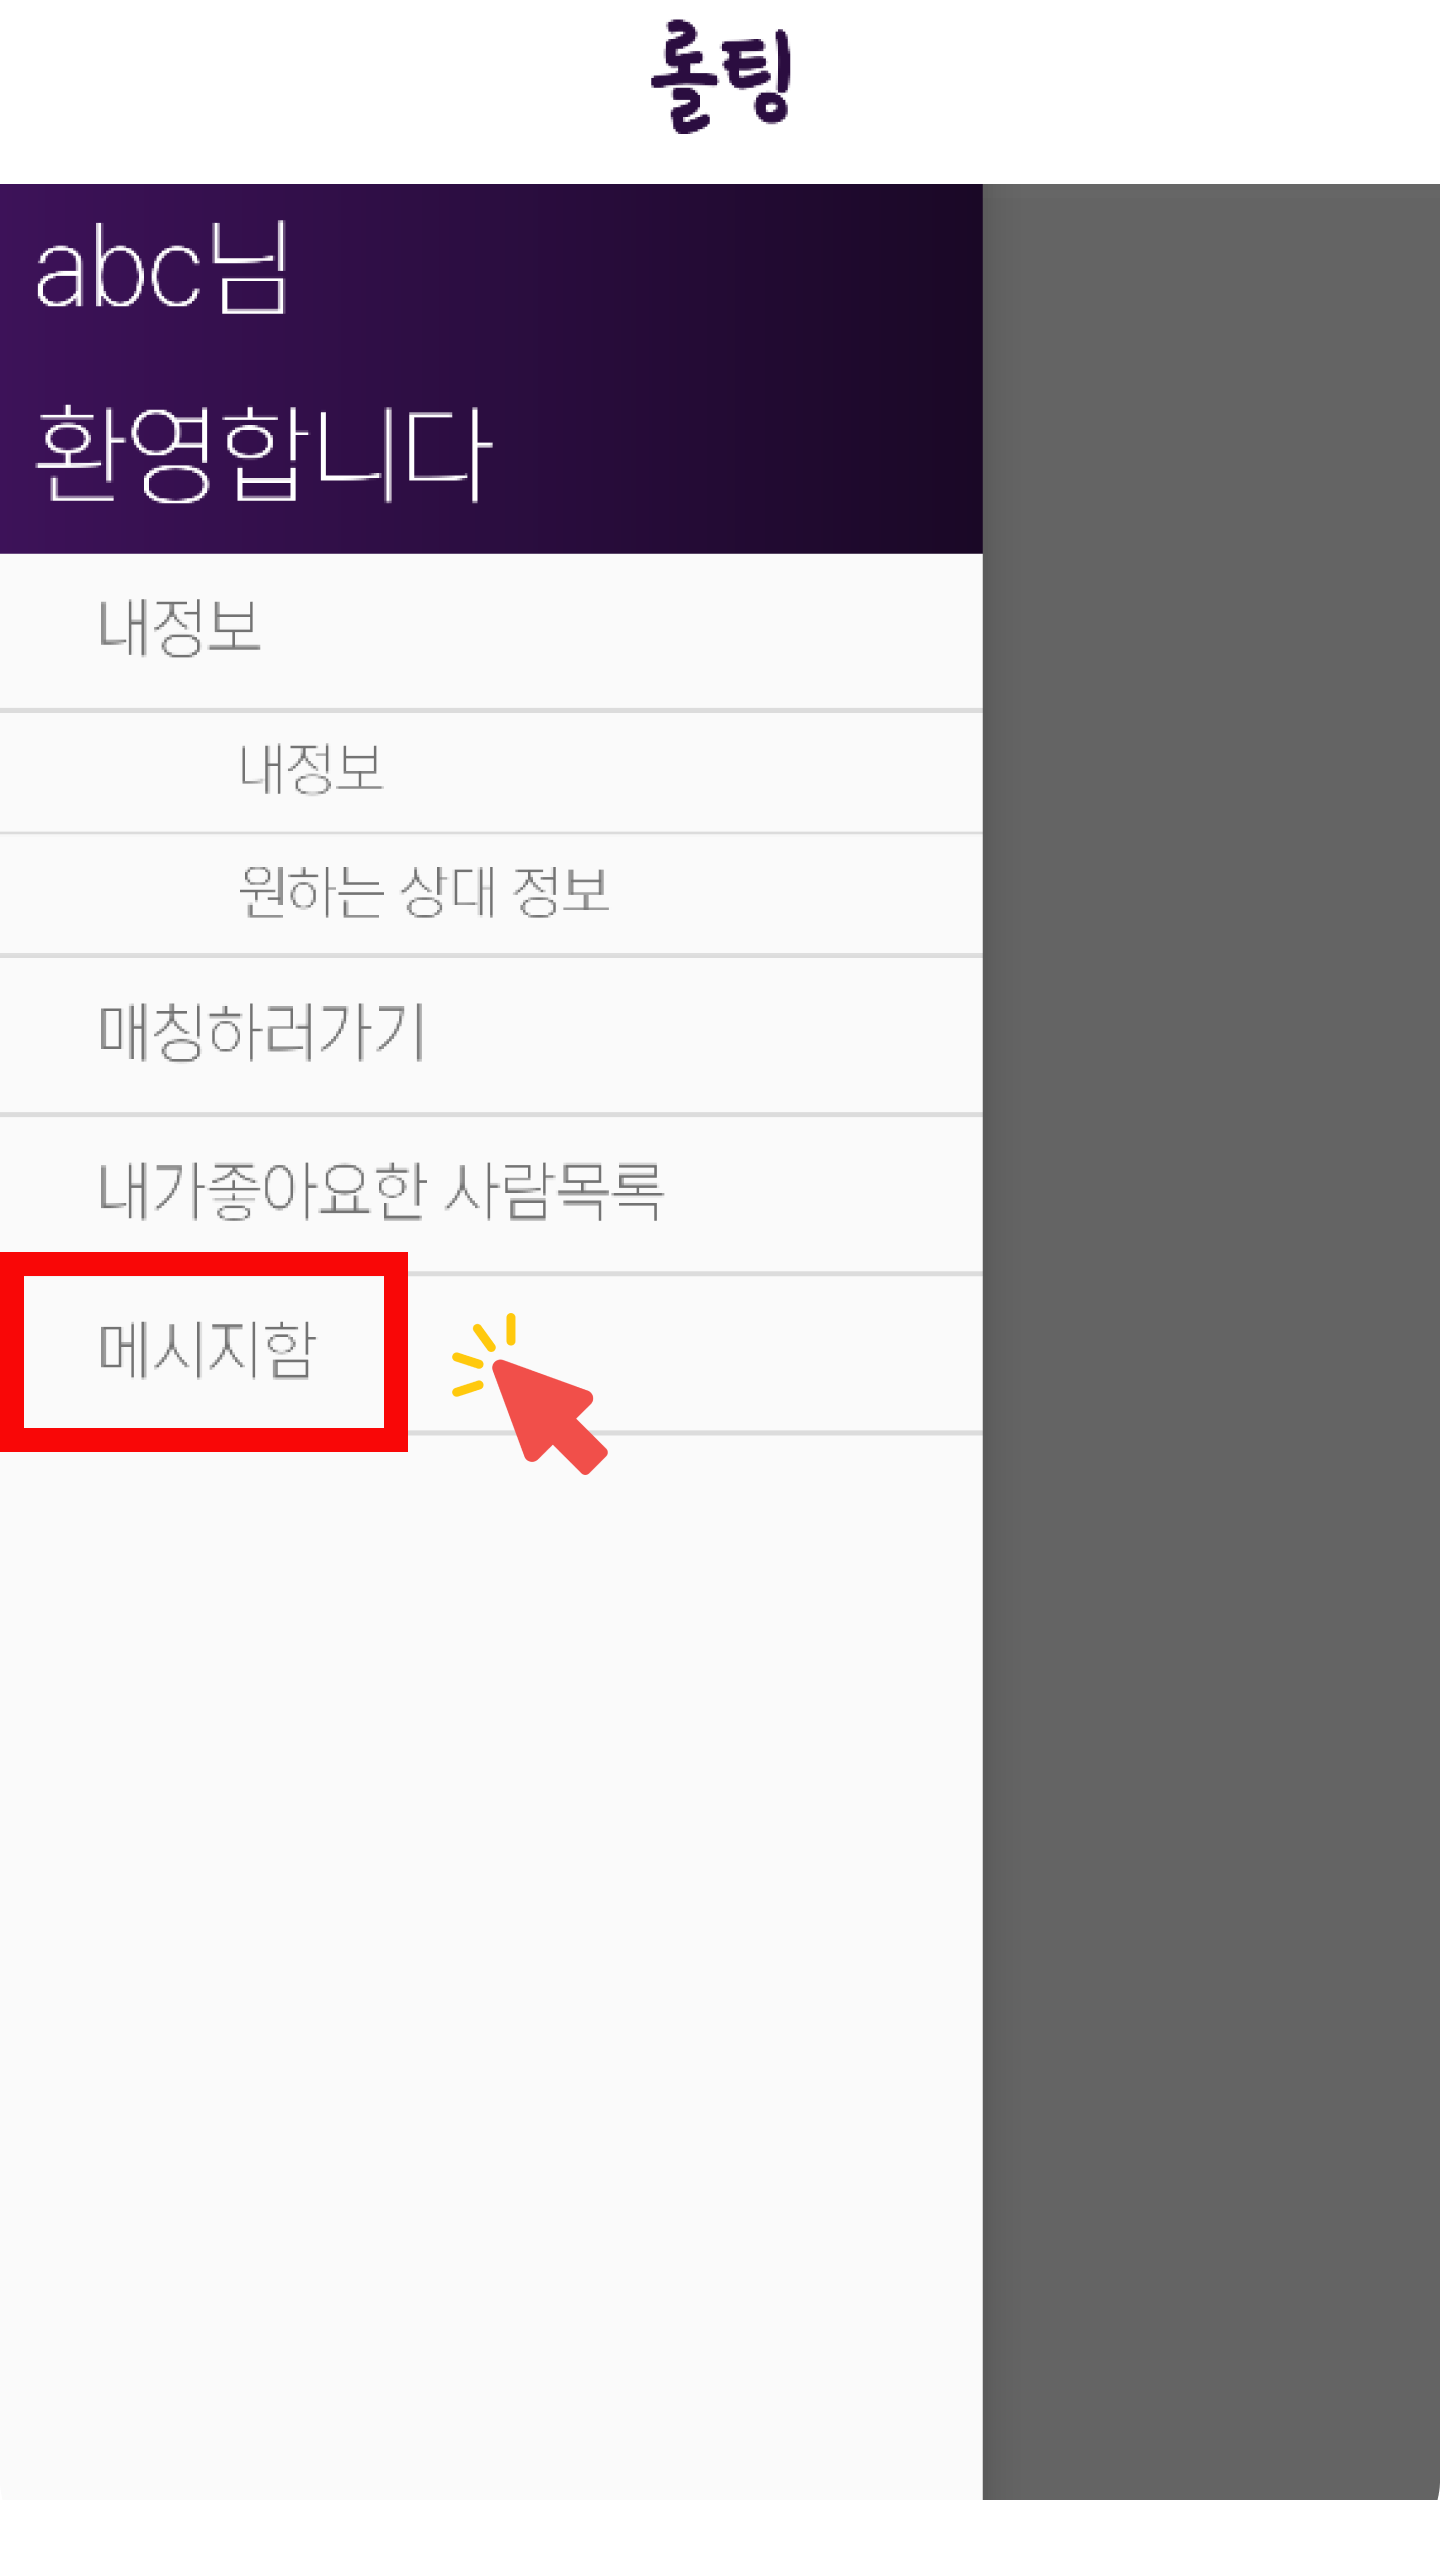 롤팅
abc님
환영합니다
내정보
내정보
원하는 상대 정보
매칭하러가기
내가좋아요한 사람목록
메시지함